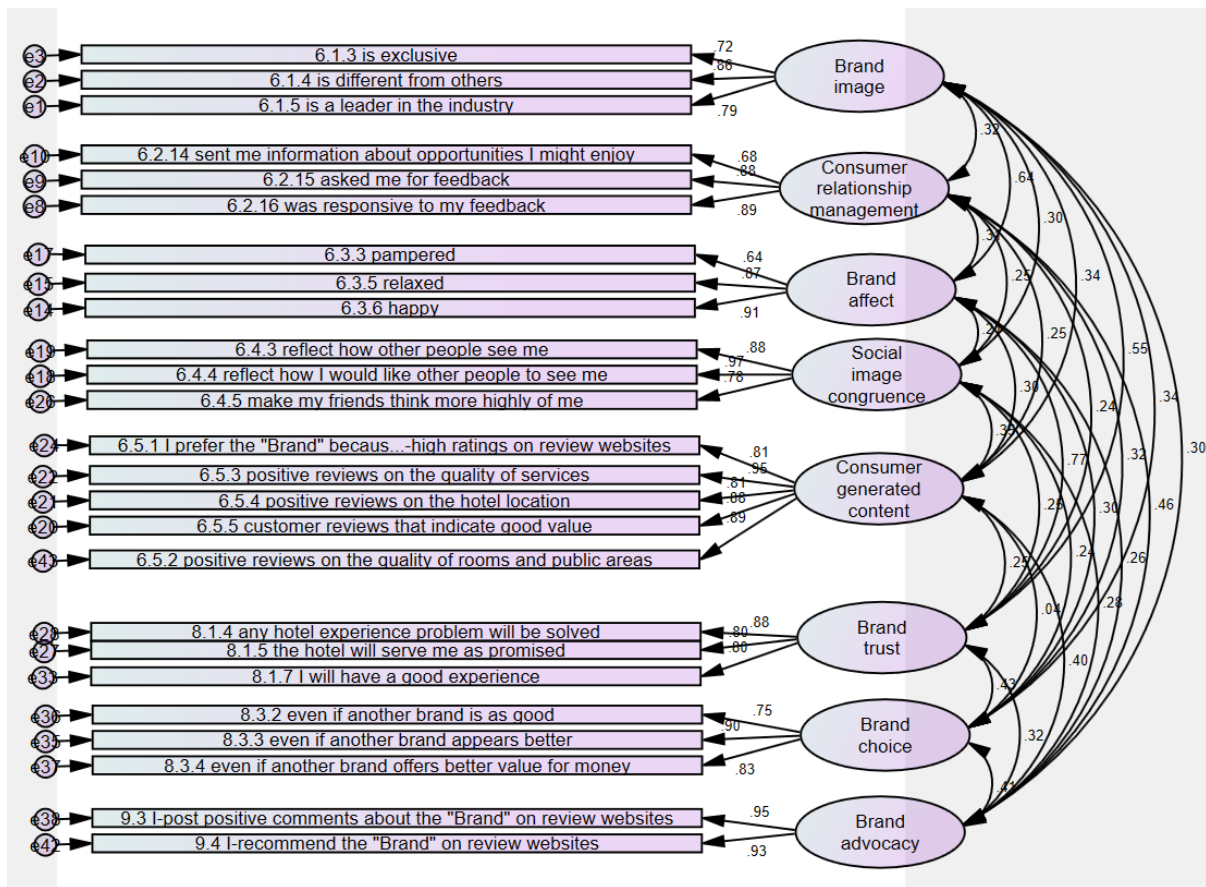 e3
6.1.3 is exclusive
.72
e2
6.1.4 is different from others
.86
e1
6.1.5 is a leader in the industry
.79
Brand
image
e10
6.2.14 sent me information about opportunities I might enjoy
.68
e9
6.2.15 asked me for feedback
.88
e8
6.2.16 was responsive to my feedback
.89
Consumer
relationship
management
e17
6.3.3 pampered
.64
e15
6.3.5 relaxed
.87
e14
6.3.6 happy
.91
Brand
affect
e19
6.4.3 reflect how other people see me
.88
e18
6.4.4 reflect how I would like other people to see me
.97
e26
6.4.5 make my friends think more highly of me
.78
Social
image
congruence
e24
6.5.1 I prefer the "Brand" becaus...-high ratings on review websites
.81
e22
6.5.3 positive reviews on the quality of services
.95
e21
6.5.4 positive reviews on the hotel location
.81
e20
6.5.5 customer reviews that indicate good value
.88
e43
6.5.2 positive reviews on the quality of rooms and public areas
.89
Consumer
generated
content
e28
8.1.4 any hotel experience problem will be solved
.88
e27
8.1.5 the hotel will serve me as promised
.80
e33
8.1.7 I will have a good experience
.80
Brand
trust
e36
8.3.2 even if another brand is as good
.75
e35
8.3.3 even if another brand appears better
.90
e37
8.3.4 even if another brand offers better value for money
.83
Brand
choice
e38
9.3 I-post positive comments about the "Brand" on review websites
.95
e42
9.4 I-recommend the "Brand" on review websites
.93
Brand
advocacy
.32
.64
.30
.34
.55
.34
.30
.25
.25
.24
.32
.46
.30
.77
.30
.26
.25
.24
.28
.25
.04
.40
.43
.32
.41